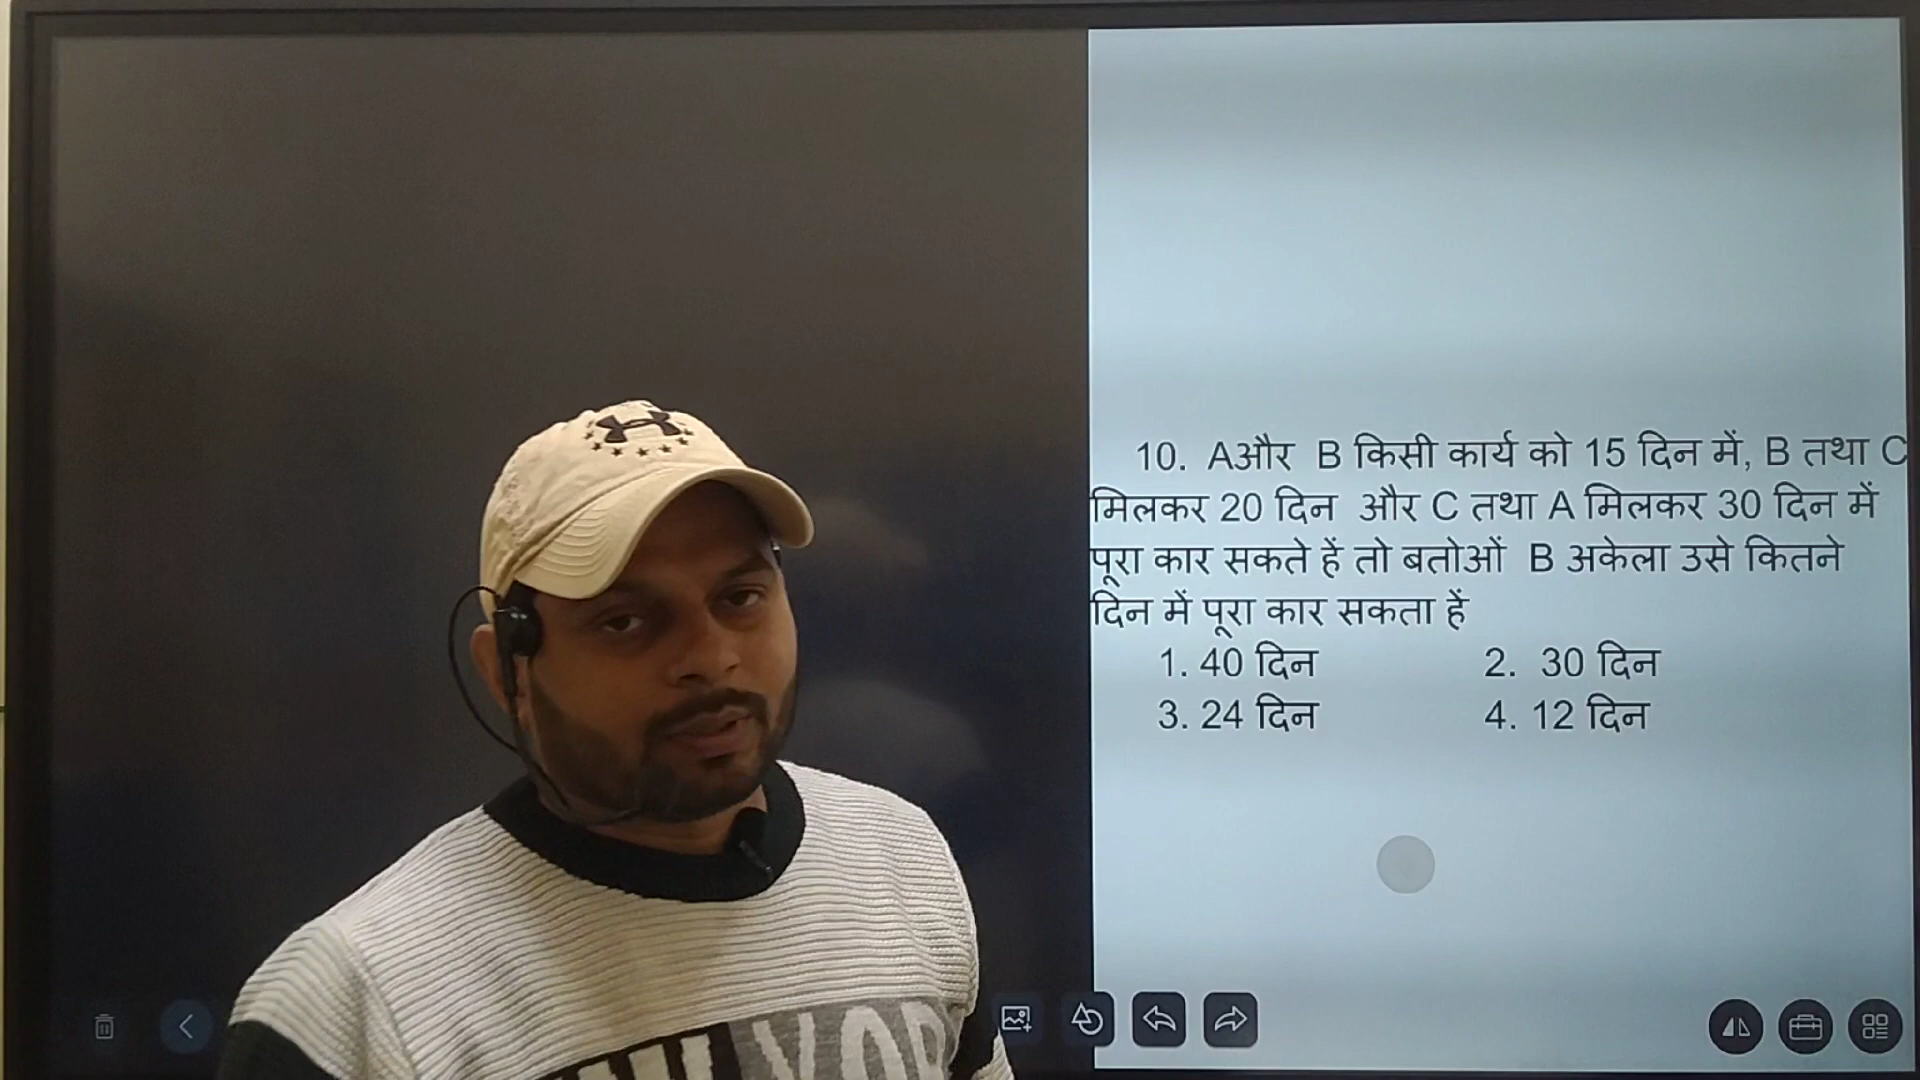 10. Aऔर B किसी कार्य को 15 दिन में, B तथा C
मिलकर 20 दिन और C तथा A मिलकर 30 दिन में
पूरा कार सकते हैं तो बतोओं B अकेला उसे कितने
दिन में पूरा कार सकता हैं
1. 40 दिन 2. 30 दिन
3. 24 दिन 4. 12 दिन